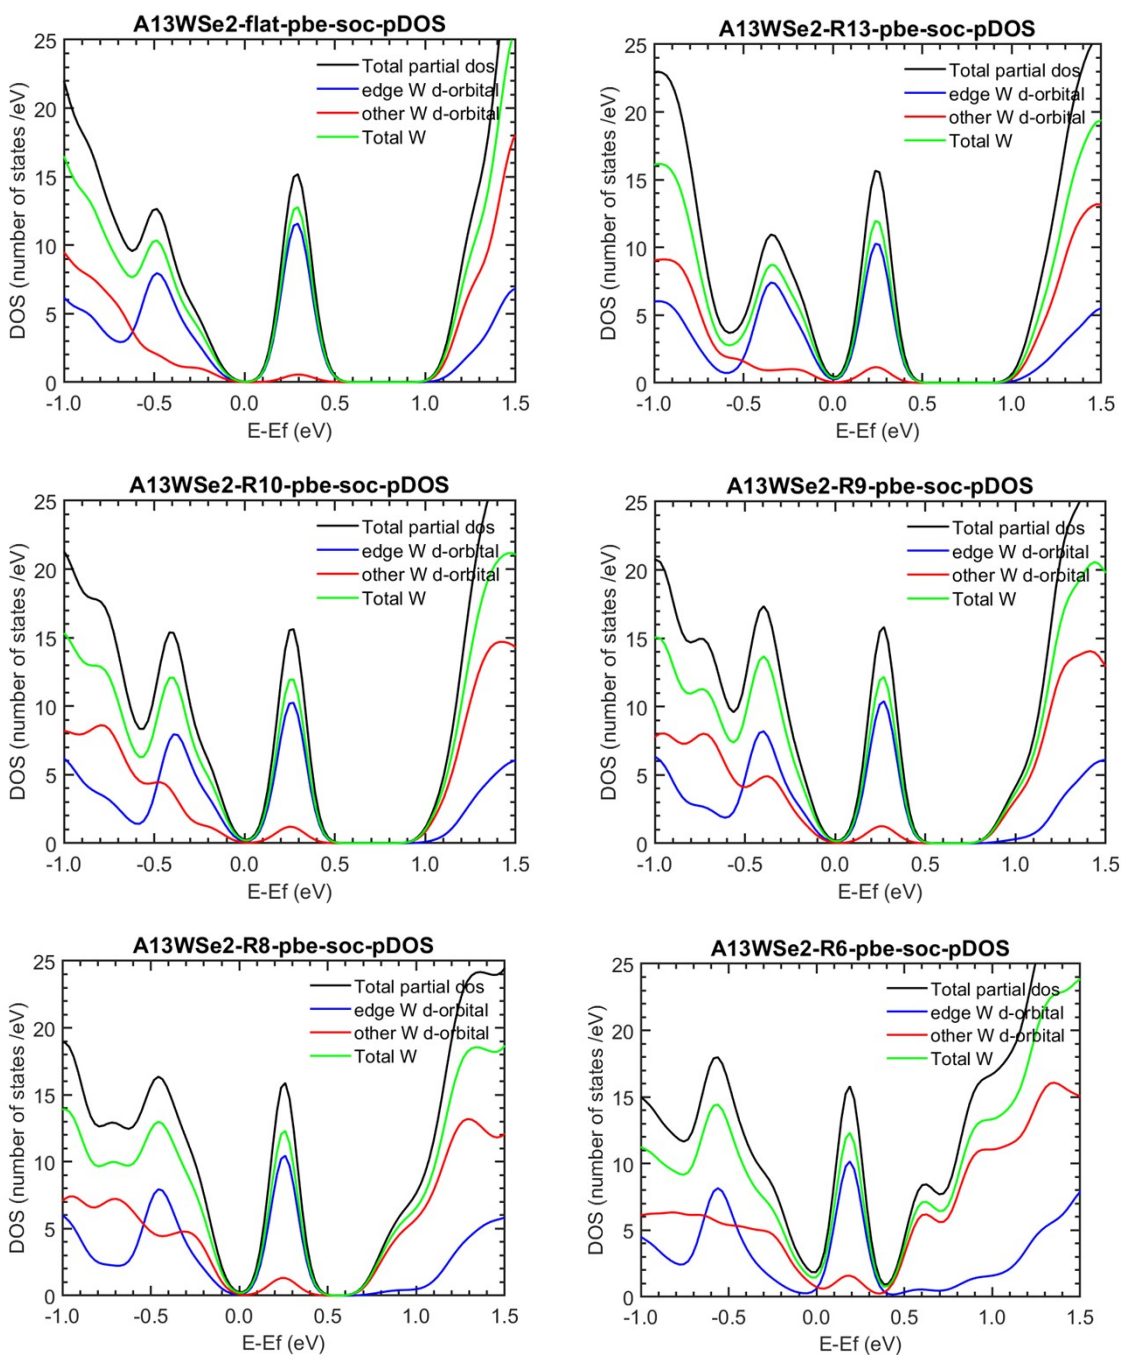 A13WSe2-flat-pbe-soc-pDOS
25
20
15
10
5
0
DOS (number of states /eV)
Total partial dos
edge W d-orbital
other W d-orbital
Total W
-1.0 -0.5 0.0 0.5 1.0 1.5
E-Ef (eV)
A13WSe2-R13-pbe-soc-pDOS
25
20
15
10
5
0
DOS (number of states /eV)
Total partial dos
edge W d-orbital
other W d-orbital
Total W
-1.0 -0.5 0.0 0.5 1.0 1.5
E-Ef (eV)
A13WSe2-R10-pbe-soc-pDOS
25
20
15
10
5
0
DOS (number of states /eV)
Total partial dos
edge W d-orbital
other W d-orbital
Total W
-1.0 -0.5 0.0 0.5 1.0 1.5
E-Ef (eV)
A13WSe2-R9-pbe-soc-pDOS
25
20
15
10
5
0
DOS (number of states /eV)
Total partial dos
edge W d-orbital
other W d-orbital
Total W
-1.0 -0.5 0.0 0.5 1.0 1.5
E-Ef (eV)
A13WSe2-R8-pbe-soc-pDOS
25
20
15
10
5
0
DOS (number of states /eV)
Total partial dos
edge W d-orbital
other W d-orbital
Total W
-1.0 -0.5 0.0 0.5 1.0 1.5
E-Ef (eV)
A13WSe2-R6-pbe-soc-pDOS
25
20
15
10
5
0
DOS (number of states /eV)
Total partial dos
edge W d-orbital
other W d-orbital
Total W
-1.0 -0.5 0.0 0.5 1.0 1.5
E-Ef (eV)